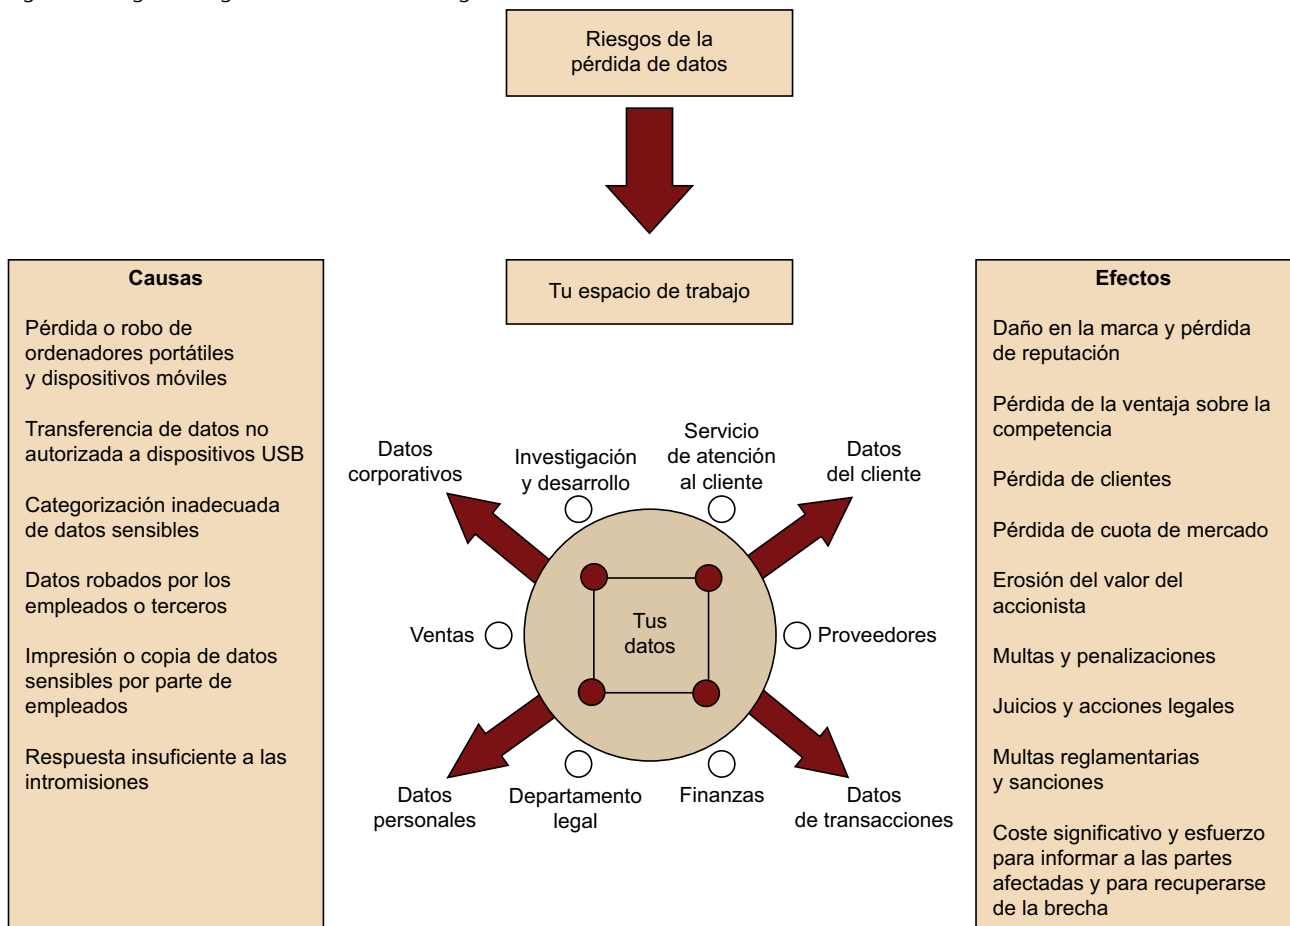 Riesgos de la
pérdida de datos
Tu espacio de trabajo
Causas
Pérdida o robo de
ordenadores portátiles
y dispositivos móviles
Transferencia de datos no
autorizada a dispositivos USB
Categorización inadecuada
de datos sensibles
Datos robados por los
empleados o terceros
Impresión o copia de datos
sensibles por parte de
empleados
Respuesta insuficiente a las
intromisiones
Datos
corporativos
Investigación
y desarrollo
Servicio
de atención
al cliente
Datos
del cliente
Ventas
Tus
datos
Proveedores
Datos
personales
Departamento
legal
Finanzas
Datos
de transacciones
Efectos
Daño en la marca y pérdida
de reputación
Pérdida de la ventaja sobre la
competencia
Pérdida de clientes
Pérdida de cuota de mercado
Erosión del valor del
accionista
Multas y penalizaciones
Juicios y acciones legales
Multas reglamentarias
y sanciones
Coste significativo y esfuerzo
para informar a las partes
afectadas y para recuperarse
de la brecha